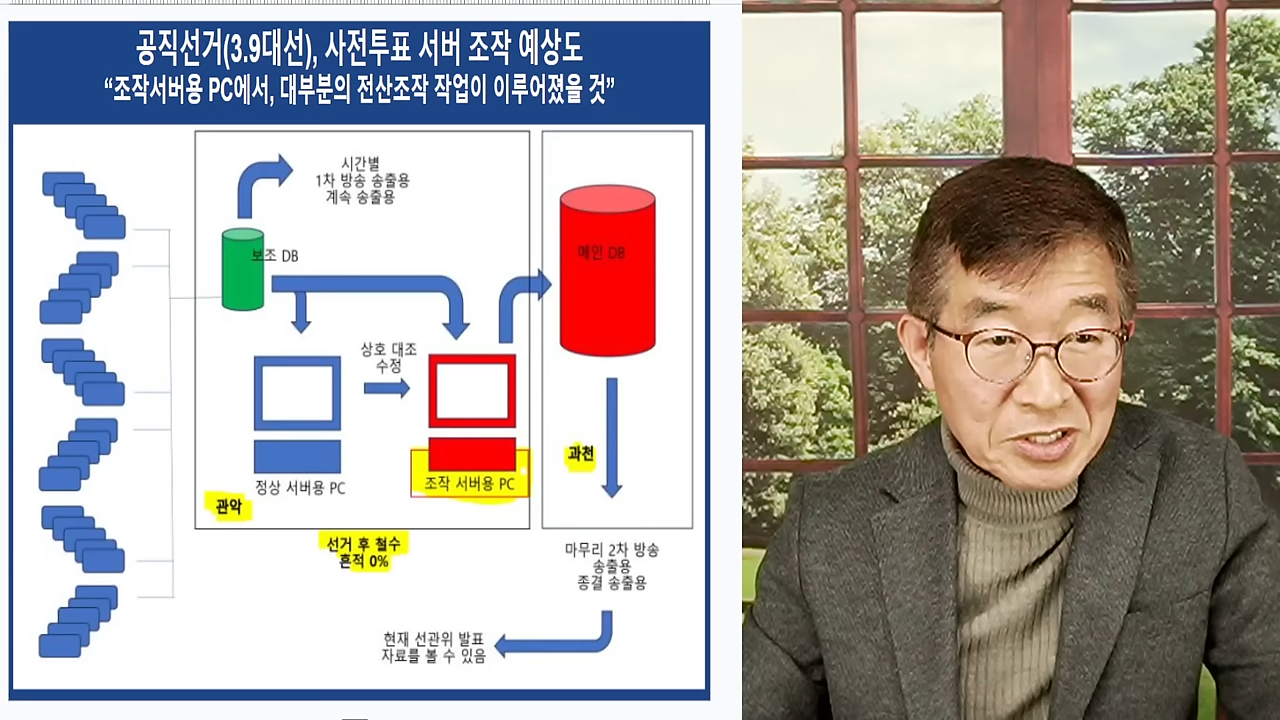 공직선거(3.9대선), 사전투표 서버 조작 예상도
“조작서버용 PC에서, 대부분의 전산조작 작업이 이루어졌을 것”
시간별
1차 방송 송출용
계속 송출용
보조 DB
메인 DB
상호 대조
수정
정상 서버용 PC
조작 서버용 PC
관악
과천
선거 후 철수
흔적 0%
마무리 2차 방송
송출용
종결 송출용
현재 선관위 발표
자료를 볼 수 있음